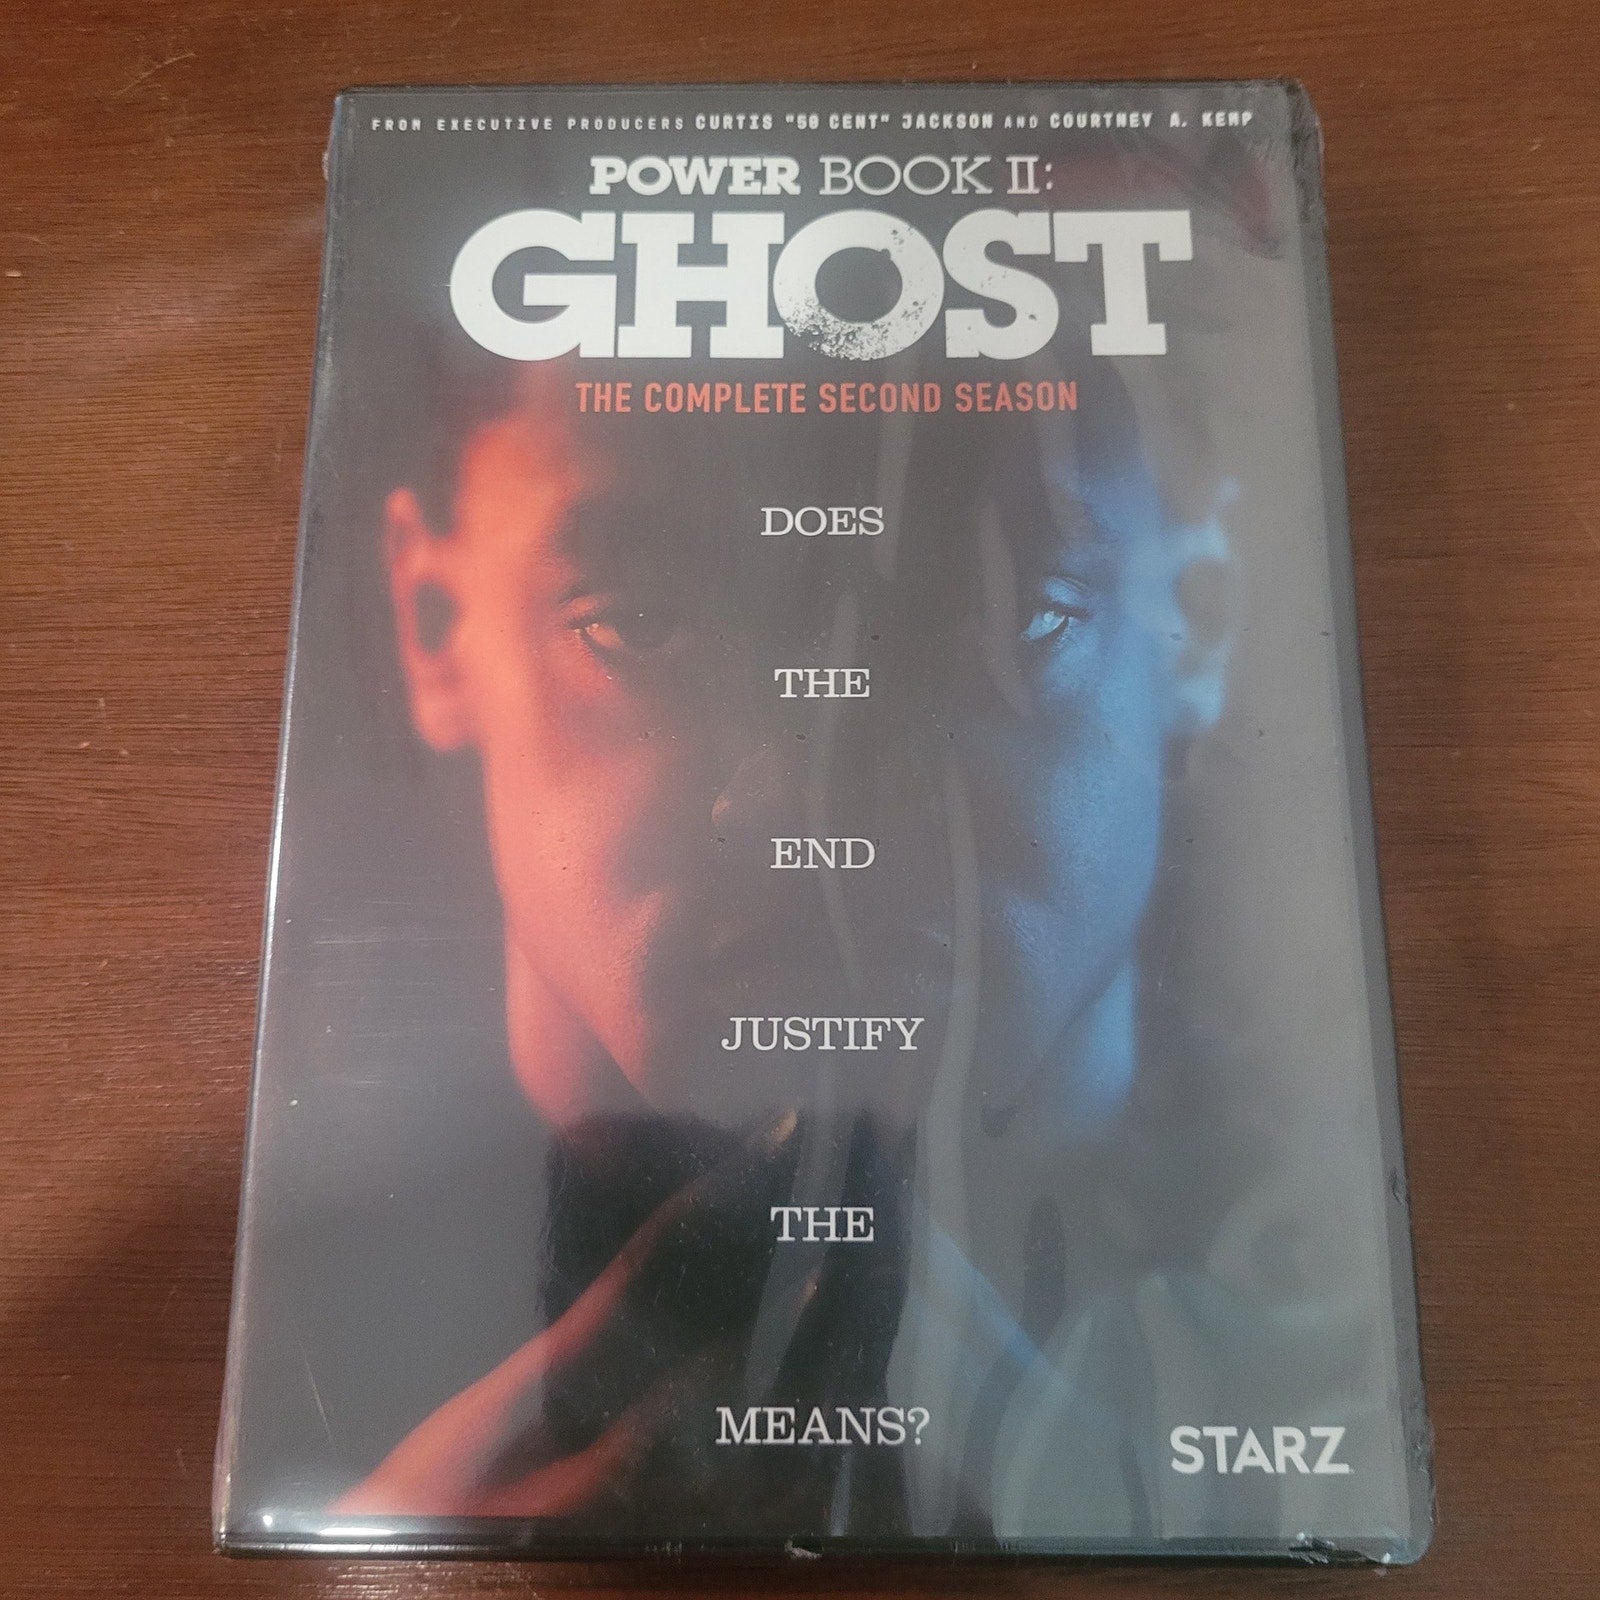 FROM EXECUTIVE PRODUCERS CURTIS "50 CENT" JACKSON AND COURTNEY A. KEMP
POWER BOOK II:
GHOST
THE COMPLETE SECOND SEASON
DOES
THE
END
JUSTIFY
THE
MEANS?
STARZ